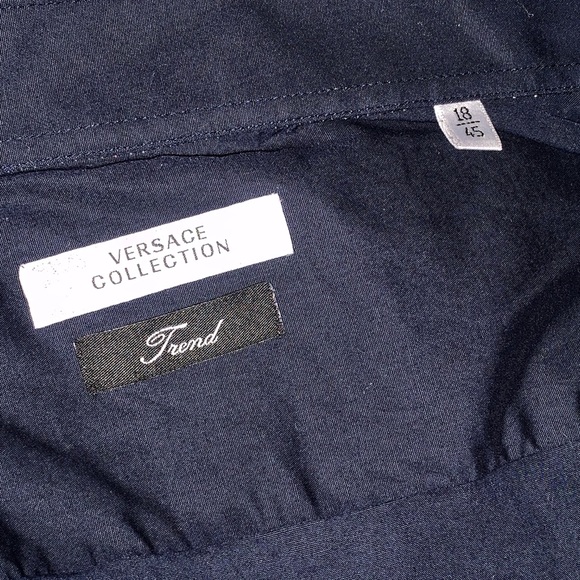 18
45
VERSACE
COLLECTION
Trend